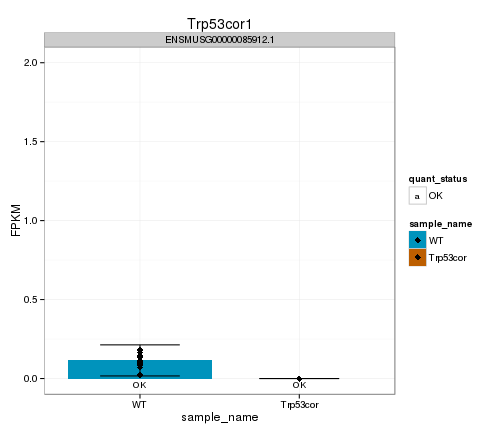 Trp53cor1
ENSMUSG00000085912.1
2.0
1.5
1.0
0.5
0.0
FPKM
OK
OK
WT
Trp53cor
sample_name
quant_status
a OK
sample_name
WT
Trp53cor